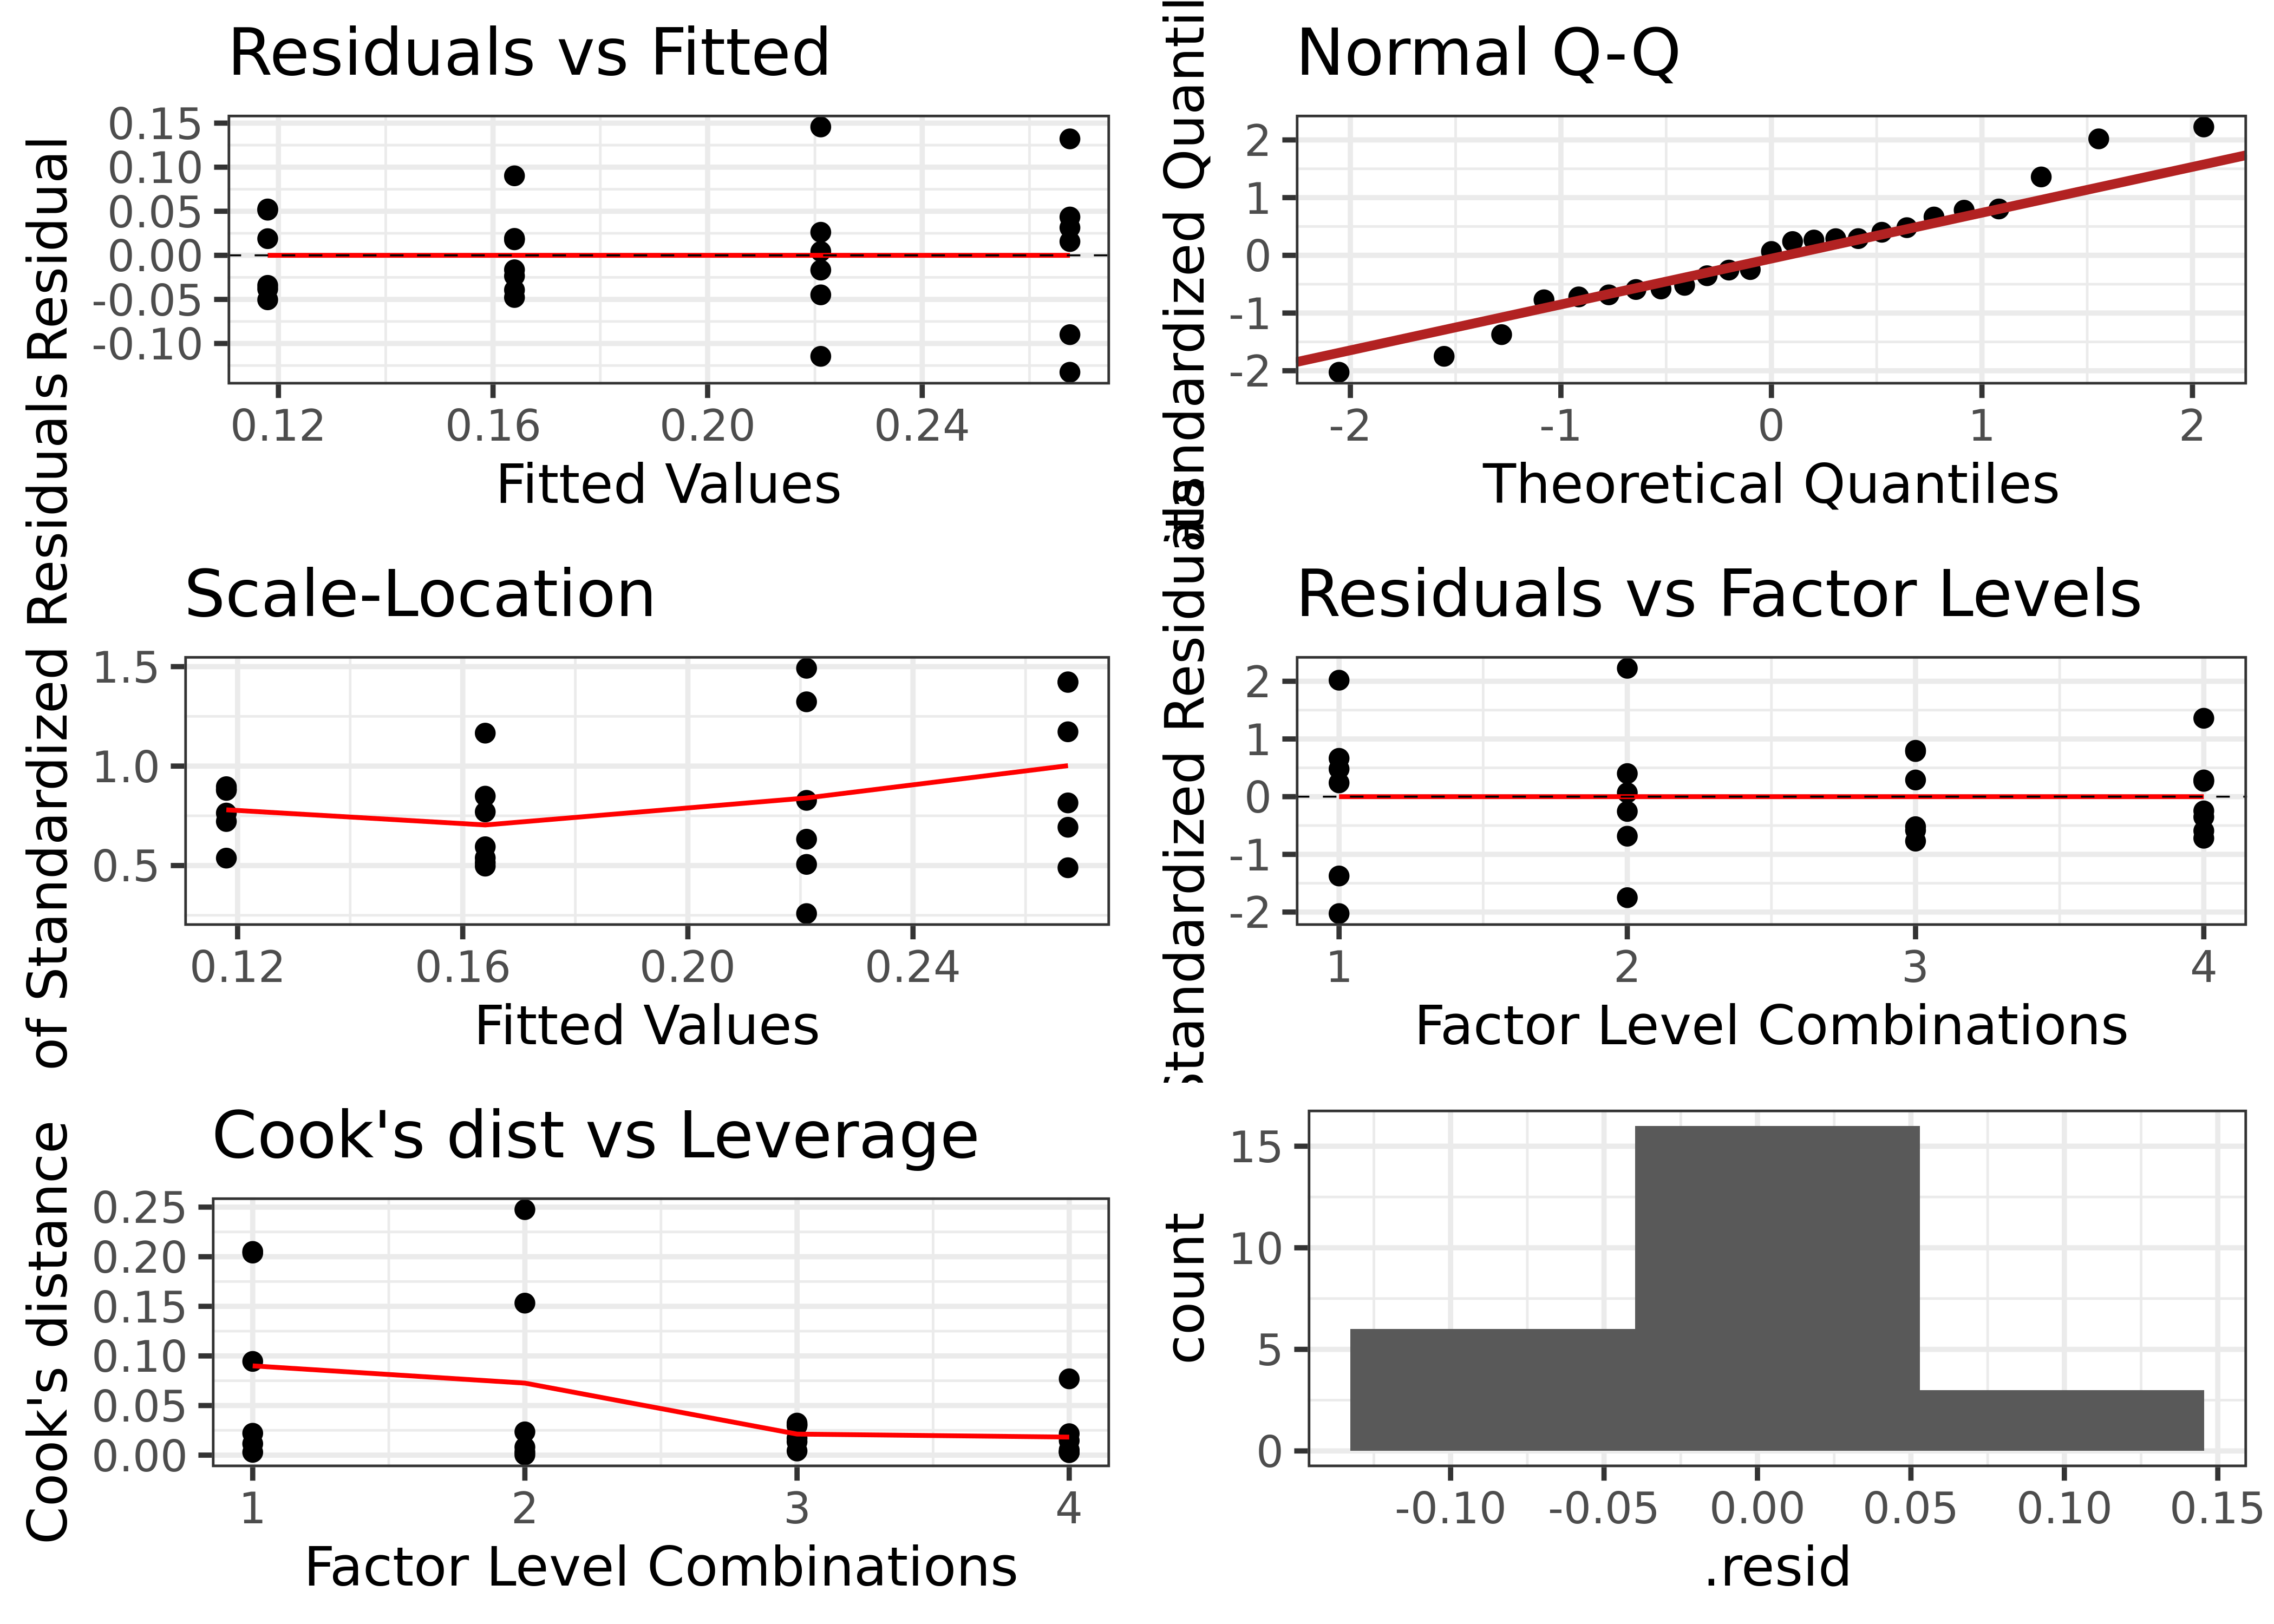 Residuals vs Fitted
Residual
0.15
0.10
0.05
0.00
-0.05
-0.10
0.12 0.16 0.20 0.24
Fitted Values
Normal Q-Q
2
1
0
-1
-2
-2 -1 0 1 2
Theoretical Quantiles
Scale-Location
of Standardized Residuals
1.5
1.0
0.5
0.12 0.16 0.20 0.24
Fitted Values
Residuals vs Factor Levels
2
1
0
-1
-2
1 2 3 4
Factor Level Combinations
Cook's dist vs Leverage
Cook's distance
0.25
0.20
0.15
0.10
0.05
0.00
1 2 3 4
Factor Level Combinations
count
15
10
5
0
-0.10 -0.05 0.00 0.05 0.10 0.15
.resid